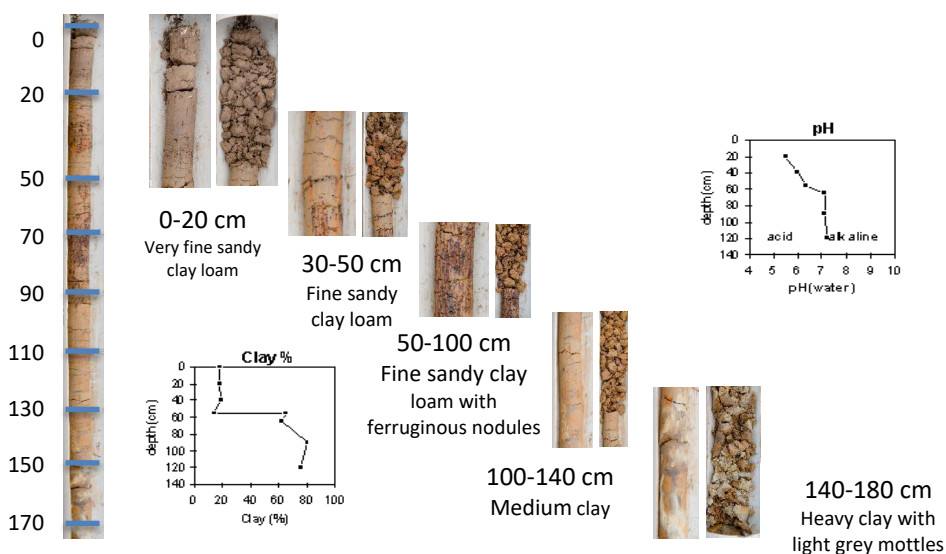 0
20
50
70
90
110
130
150
170
0-20 cm
Very fine sandy
clay loam
30-50 cm
Fine sandy
clay loam
50-100 cm
Fine sandy clay
loam with
ferruginous nodules
100-140 cm
Medium clay
140-180 cm
Heavy clay with
light grey mottles
Clay %
depth(cm)
0
20
40
60
80
100
120
140
0 20 40 60 80 100
Clay (%)
pH
depth(cm)
0
20
40
60
80
100
120
140
acid alkaline
4 5 6 7 8 9 10
pH(water)